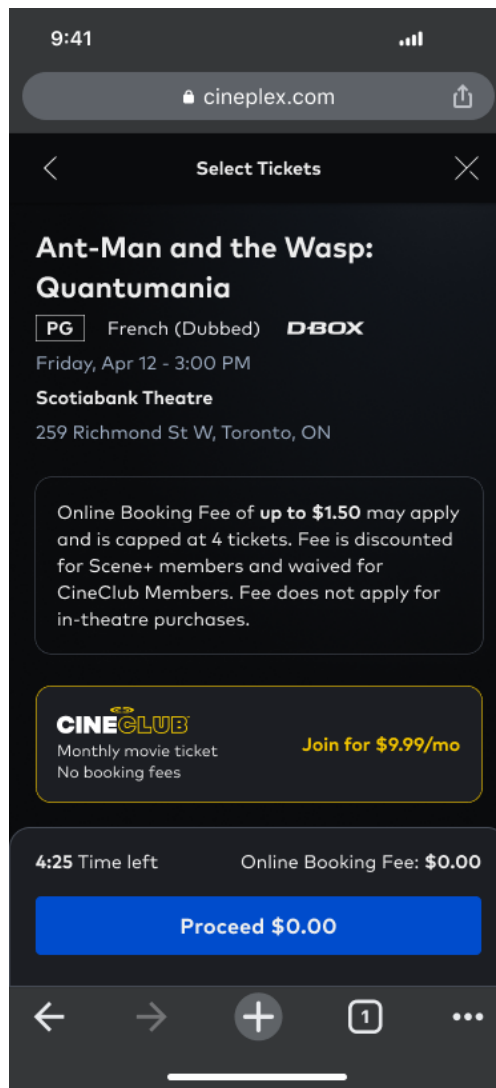 9:41
cineplex.com
Select Tickets
Ant-Man and the Wasp:
Quantumania
PG French (Dubbed) D-BOX
Friday, Apr 12 - 3:00 PM
Scotiabank Theatre
259 Richmond St W, Toronto, ON
Online Booking Fee of up to $1.50 may apply
and is capped at 4 tickets. Fee is discounted
for Scene+ members and waived for
CineClub Members. Fee does not apply for
in-theatre purchases.
CINECLUB
Monthly movie ticket
No booking fees
Join for $9.99/mo
4:25 Time left Online Booking Fee: $0.00
Proceed $0.00
1